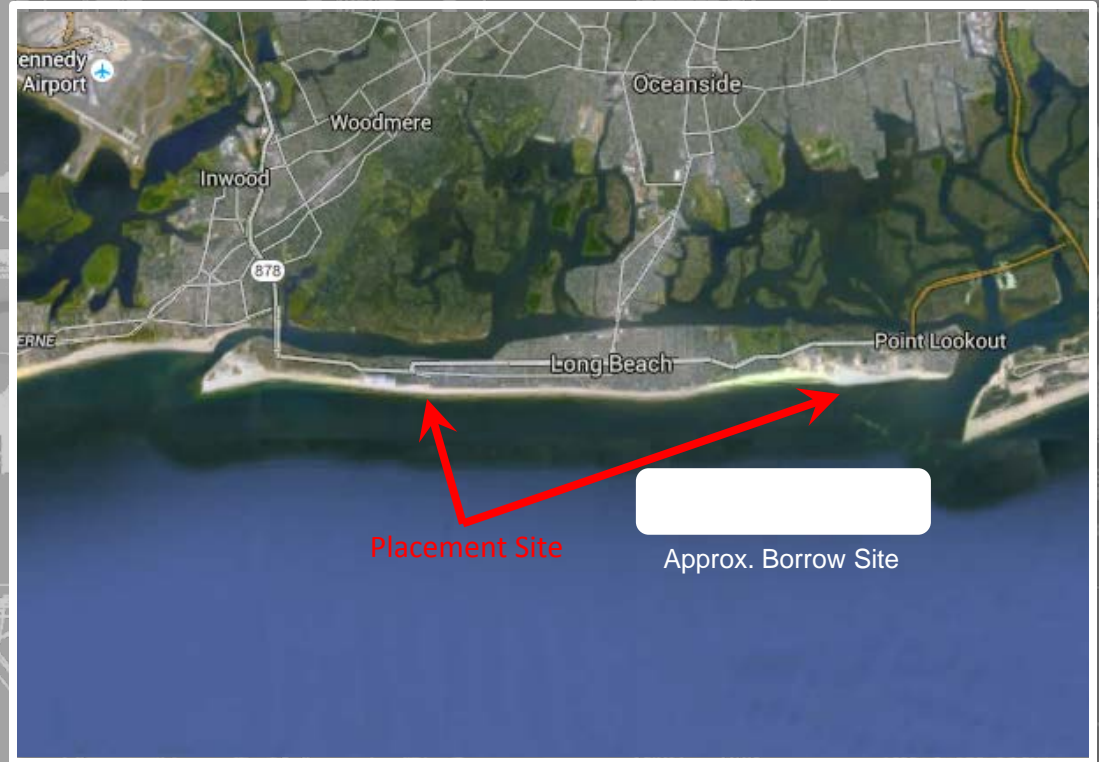 ennedy
Airport
Oceanside
Woodmere
Inwood
878
ERNE
Point Lookout
Long Beach
Placement Site
Approx. Borrow Site